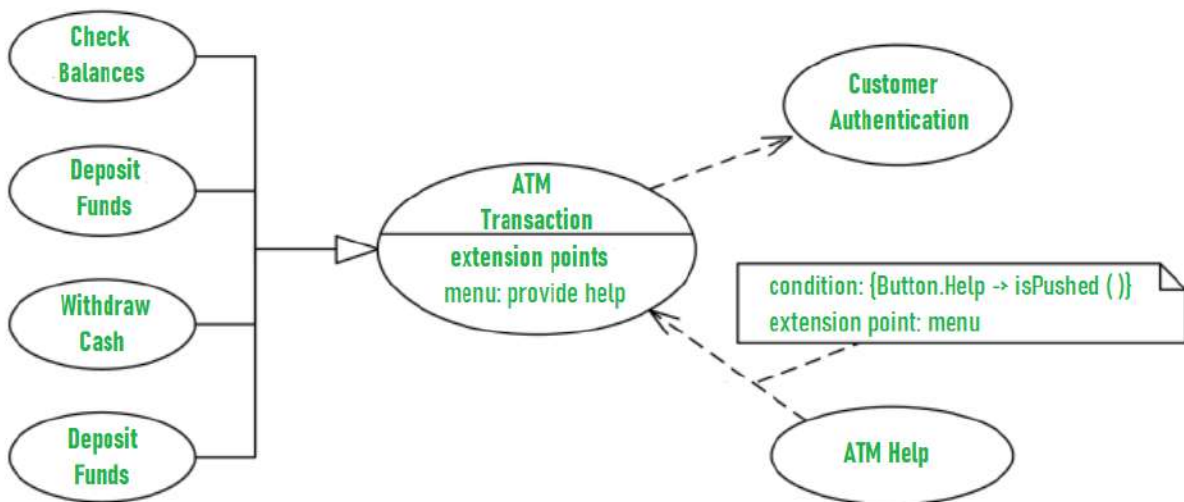 Check
Balances
Deposit
Funds
Withdraw
Cash
Deposit
Funds
ATM
Transaction
extension points
menu: provide help
Customer
Authentication
condition: {Button.Help -> isPushed ( )}
extension point: menu
ATM Help